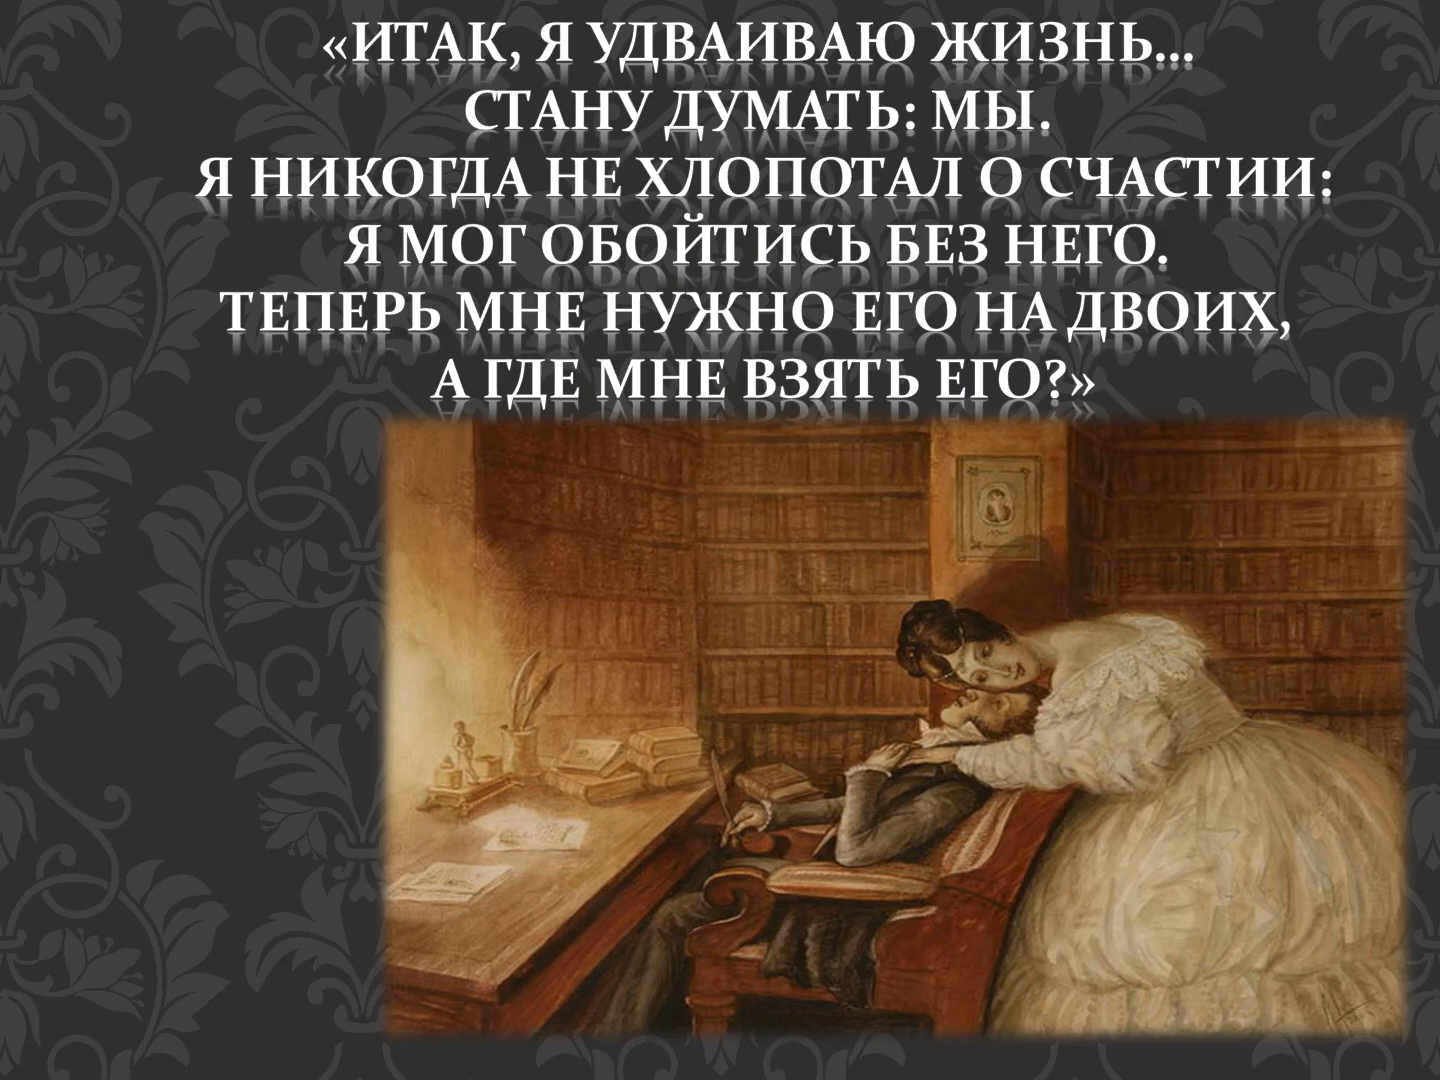 «ИТАК, Я УДВАИВАЮ ЖИЗНЬ…
СТАНУ ДУМАТЬ: МЫ.
Я НИКОГДА НЕ ХЛОПОТАЛ О СЧАСТИИ:
Я МОГ ОБОЙТИСЬ БЕЗ НЕГО.
ТЕПЕРЬ МНЕ НУЖНО ЕГО НА ДВОИХ,
А ГДЕ МНЕ ВЗЯТЬ ЕГО?»